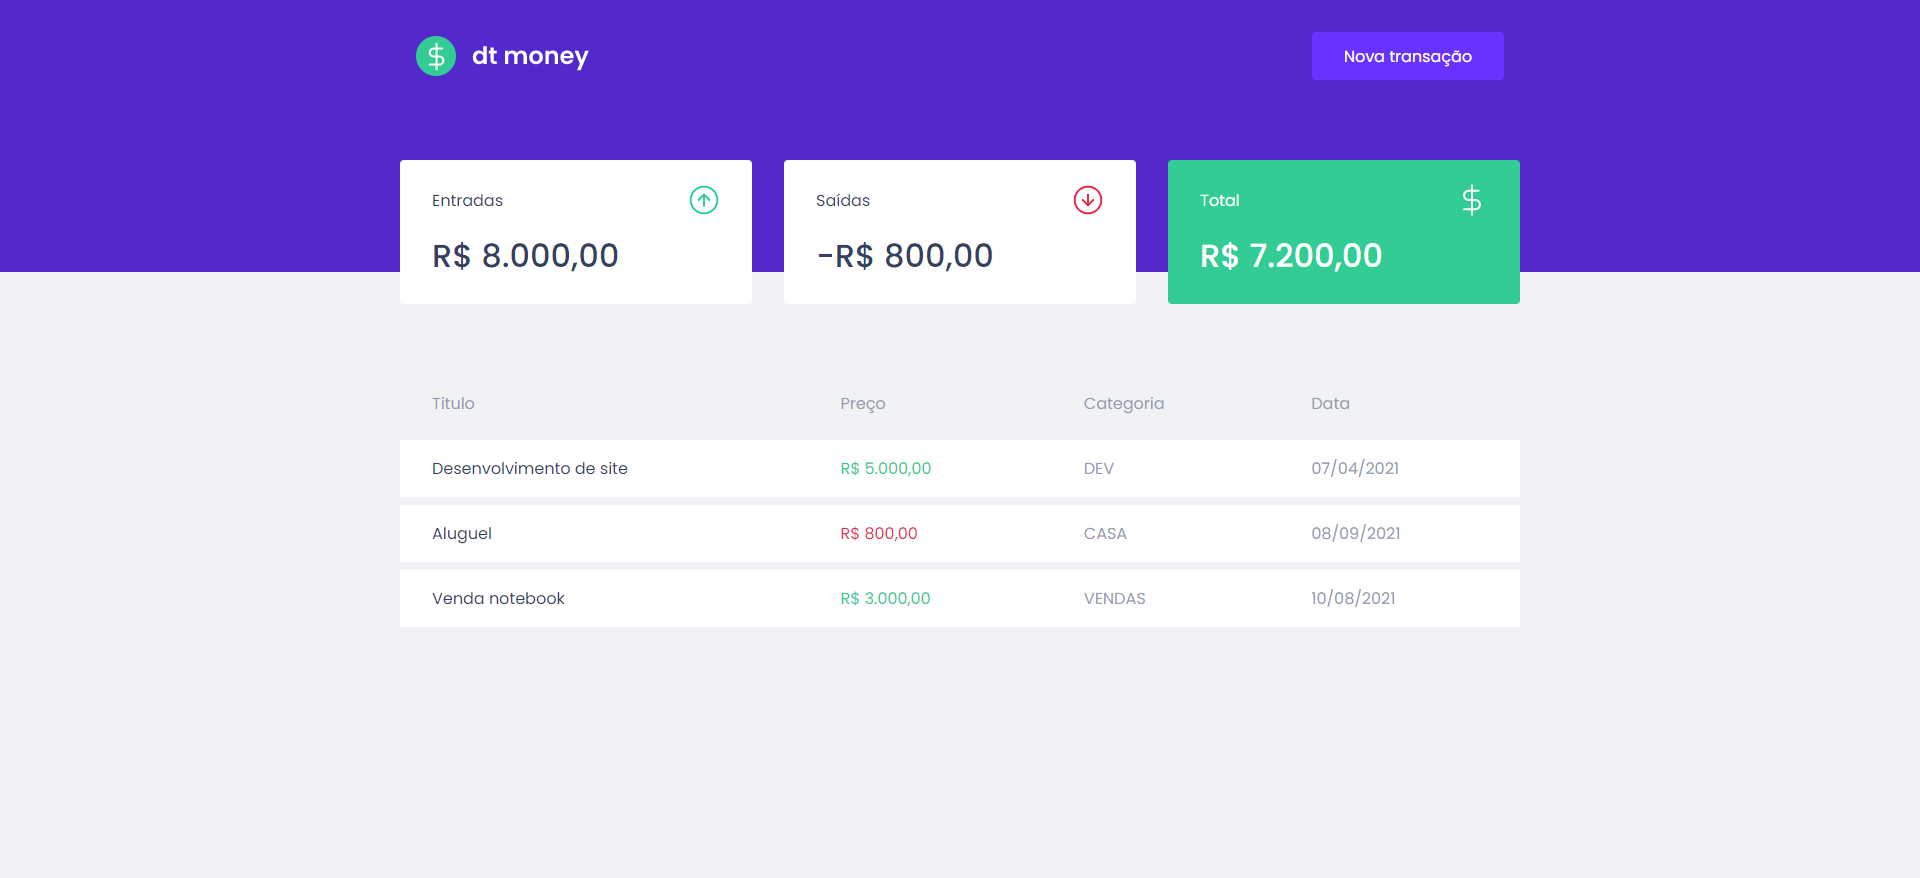 dt money
Nova transação
Entradas
R$ 8.000,00
Saídas
-R$ 800,00
Total
R$ 7.200,00
Titulo Preço Categoria Data
Desenvolvimento de site R$ 5.000,00 DEV 07/04/2021
Aluguel R$ 800,00 CASA 08/09/2021
Venda notebook R$ 3.000,00 VENDAS 10/08/2021